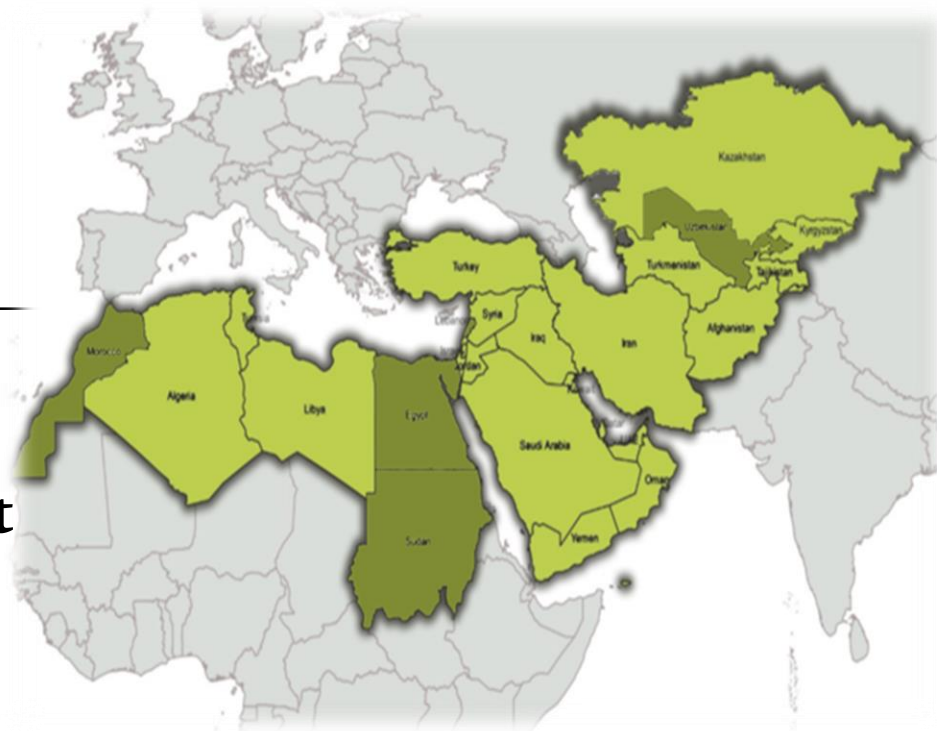 Kazakhstan
Uzbekistan
Kyrgyzstan
Turkmenistan
Tajikistan
Turkey
Syria
Iraq
Iran
Afghanistan
Jordan
Morocco
Algeria
Libya
Egypt
Saudi Arabia
Oman
Yemen
Sudan
t